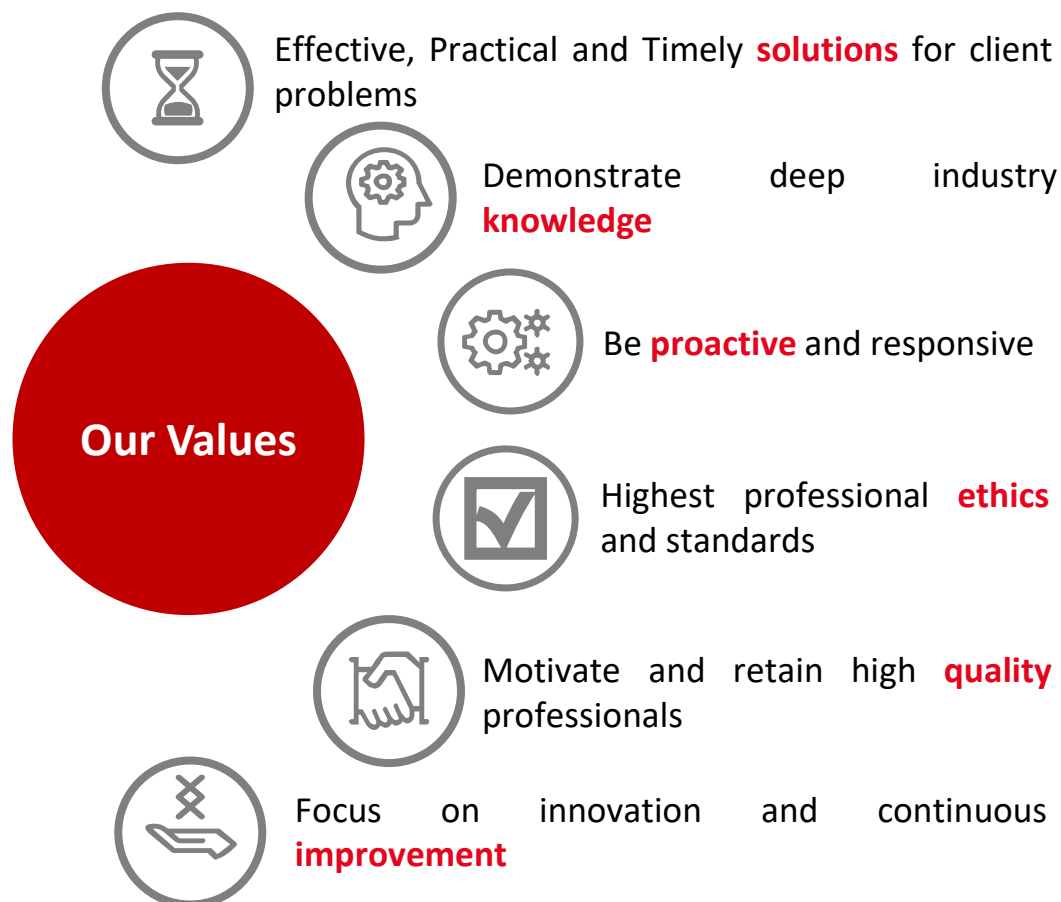 Effective, Practical and Timely solutions for client
problems
Demonstrate deep industry
knowledge
Be proactive and responsive
Our Values
Highest professional ethics
and standards
Motivate and retain high quality
professionals
Focus on innovation and continuous
improvement